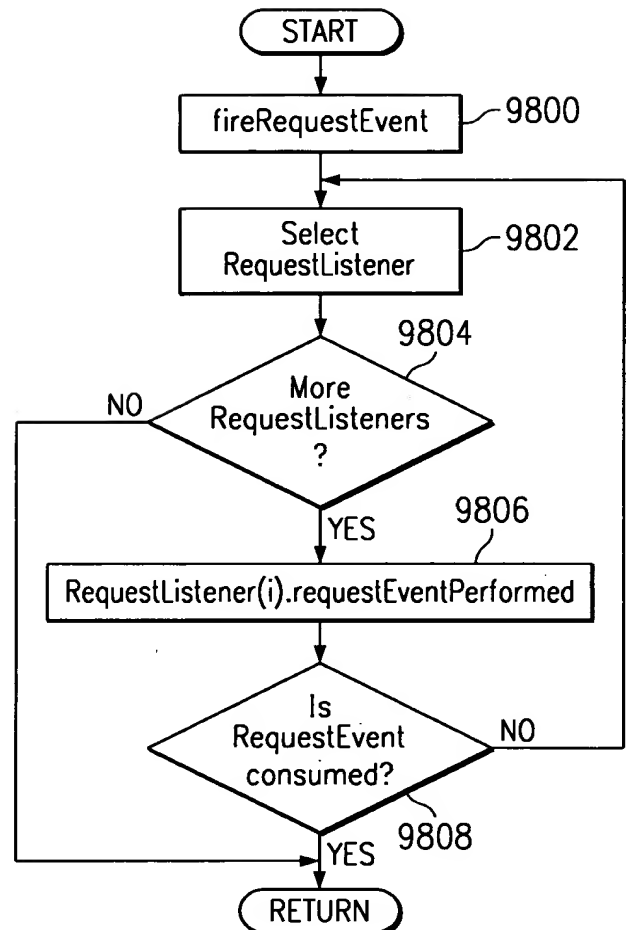 START
fireRequestEvent
9800
Select
RequestListener
9802
9804
More
RequestListeners
?
NO
YES
9806
RequestListener(i).requestEventPerformed
Is
RequestEvent
consumed?
NO
9808
YES
RETURN